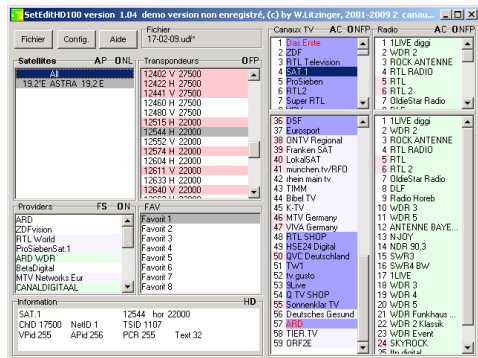 SetEditHD100 version 1.04 demo version non enregistré, (c) by W.Litzinger, 2001-2009 2 canau...
Fichier
Config.
Aide
Fichier
17-02-09.udf*
Satellites AP ONL
All
19.2°E ASTRA 19,2 E
Transpondeurs OFP
12402 V 27500
12422 H 27500
12441 V 27500
12460 H 27500
12480 V 27500
12515 H 22000
12544 H 22000
12552 V 22000
12574 H 22000
12604 H 22000
12611 V 22000
12633 H 22000
12640 V 22000
Providers FS ON
ARD
ZDFvision
RTL World
ProSiebenSat.1
ARD WDR
BetaDigital
MTV Networks Eur
CANALDIGITAAL
FAV
Favorit 1
Favorit 2
Favorit 3
Favorit 4
Favorit 5
Favorit 6
Favorit 7
Favorit 8
Information HD
SAT.1 12544 hor 22000
CND 17500 NetID 1 TSID 1107
VPid 255 APid 256 PCR 255 Text 32
Canaux TV AC ONFP
1 Das Erste
2 ZDF
3 RTL Television
4 SAT.1
5 ProSieben
6 RTL2
7 Super RTL
36 DSF
37 Eurosport
38 ONTV Regional
39 Franken SAT
40 LokalSAT
41 münchen.tv/RFO
42 rhein main tv
43 TIMM
44 Bibel TV
45 K-TV
46 MTV Germany
47 VIVA Germany
48 RTL SHOP
49 HSE24 Digital
50 QVC Deutschland
51 TW1
52 tv.gusto
53 9Live
54 Q TV SHOP
55 Sonnenklar TV
56 Deutsches Gesund
57 ARD
58 TIER.TV
59 ORF2E
Radio AC ONFP
1 1LIVE diggi
2 WDR 2
3 ROCK ANTENNE
4 RTL RADIO
5 RTL
6 RTL 2
7 OldieStar Radio
1 1LIVE diggi
2 WDR 2
3 ROCK ANTENNE
4 RTL RADIO
5 RTL
6 RTL 2
7 OldieStar Radio
8 DLF
9 Radio Horeb
10 WDR 3
11 WDR 5
12 ANTENNE BAYE...
13 N-JOY
14 NDR 90,3
15 SWR3
16 SWR4 BW
17 1LIVE
18 WDR 3
19 WDR 4
20 WDR 5
21 WDR Funkhaus ...
22 WDR 2 Klassik
23 WDR Event
24 SKYROCK